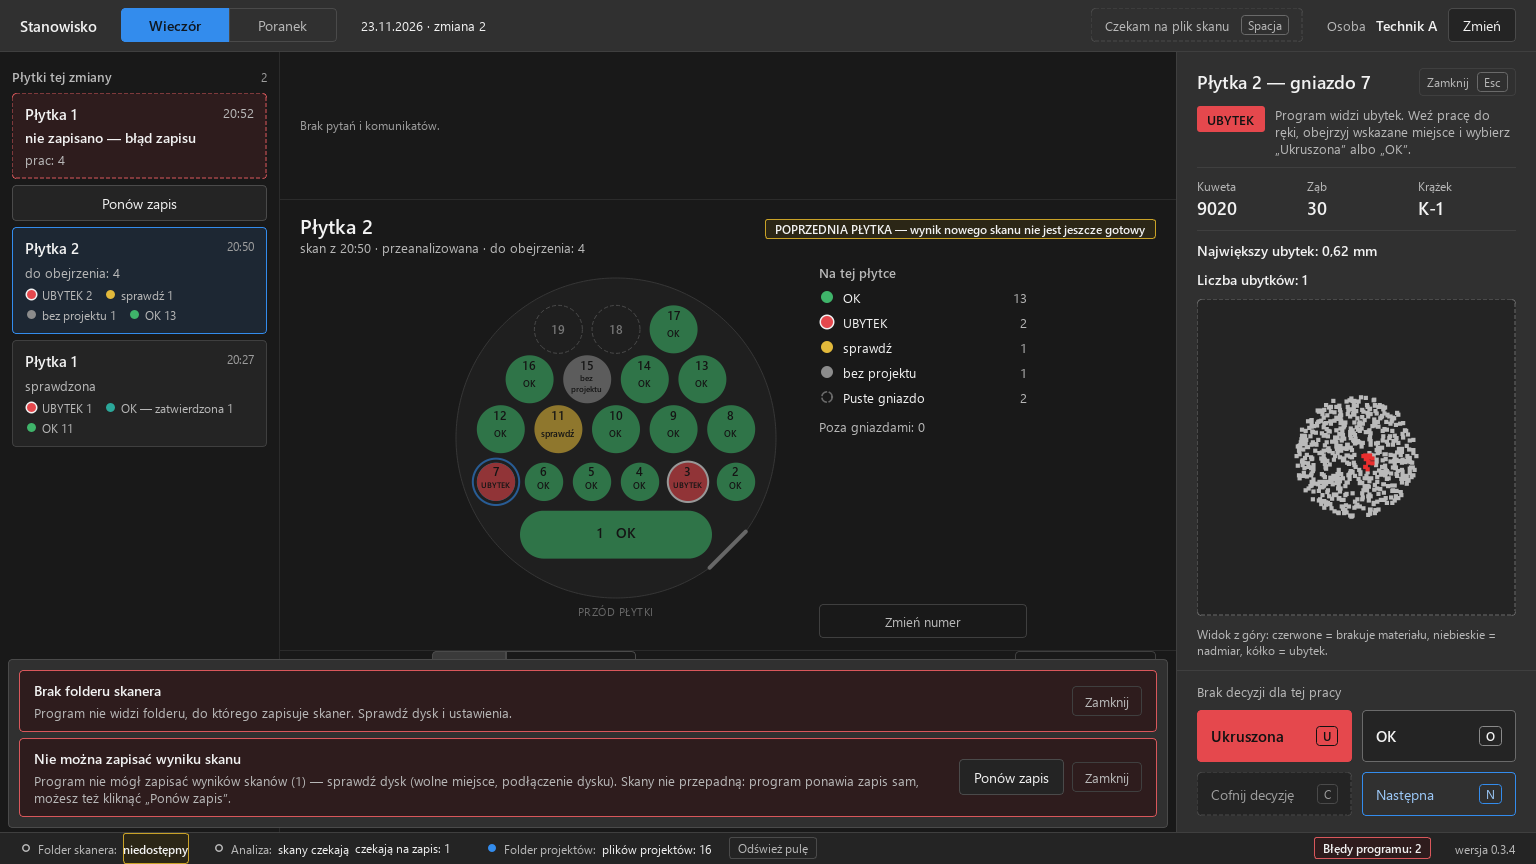 Stanowisko
Wieczór
Poranek
23.11.2026 · zmiana 2
Czekam na plik skanu
Spacja
Osoba
Technik A
Zmień
Płytki tej zmiany
2
Płytka 1
20:52
nie zapisano — błąd zapisu
prac: 4
Ponów zapis
Płytka 2
20:50
do obejrzenia: 4
UBYTEK 2
sprawdź 1
bez projektu 1
OK 13
Płytka 1
20:27
sprawdzona
UBYTEK 1
OK — zatwierdzona 1
OK 11
Brak pytań i komunikatów.
Płytka 2
skan z 20:50 · przeanalizowana · do obejrzenia: 4
POPRZEDNIA PŁYTKA — wynik nowego skanu nie jest jeszcze gotowy
19
18
17
OK
16
OK
15
bez
projektu
14
OK
13
OK
12
OK
11
sprawdź
10
OK
9
OK
8
OK
7
UBYTEK
6
OK
5
OK
4
OK
3
UBYTEK
2
OK
1 OK
PRZÓD PŁYTKI
Na tej płytce
OK 13
UBYTEK 2
sprawdź 1
bez projektu 1
Puste gniazdo 2
Poza gniazdami: 0
Zmień numer
Płytka 2 — gniazdo 7
Zamknij
Esc
UBYTEK
Program widzi ubytek. Weź pracę do
ręki, obejrzyj wskazane miejsce i wybierz
„Ukruszona” albo „OK”.
Kuweta
Ząb
Krążek
9020
30
K-1
Największy ubytek: 0,62 mm
Liczba ubytków: 1
Widok z góry: czerwone = brakuje materiału, niebieskie =
nadmiar, kółko = ubytek.
Brak decyzji dla tej pracy
Ukruszona
U
OK
O
Cofnij decyzję
C
Następna
N
Brak folderu skanera
Program nie widzi folderu, do którego zapisuje skaner. Sprawdź dysk i ustawienia.
Zamknij
Nie można zapisać wyniku skanu
Program nie mógł zapisać wyników skanów (1) — sprawdź dysk (wolne miejsce, podłączenie dysku). Skany nie przepadną: program ponawia zapis sam,
możesz też kliknąć „Ponów zapis”.
Ponów zapis
Zamknij
Folder skanera:
niedostępny
Analiza:
skany czekają
czekają na zapis: 1
Folder projektów:
plików projektów: 16
Odśwież pulę
Błędy programu: 2
wersja 0.3.4